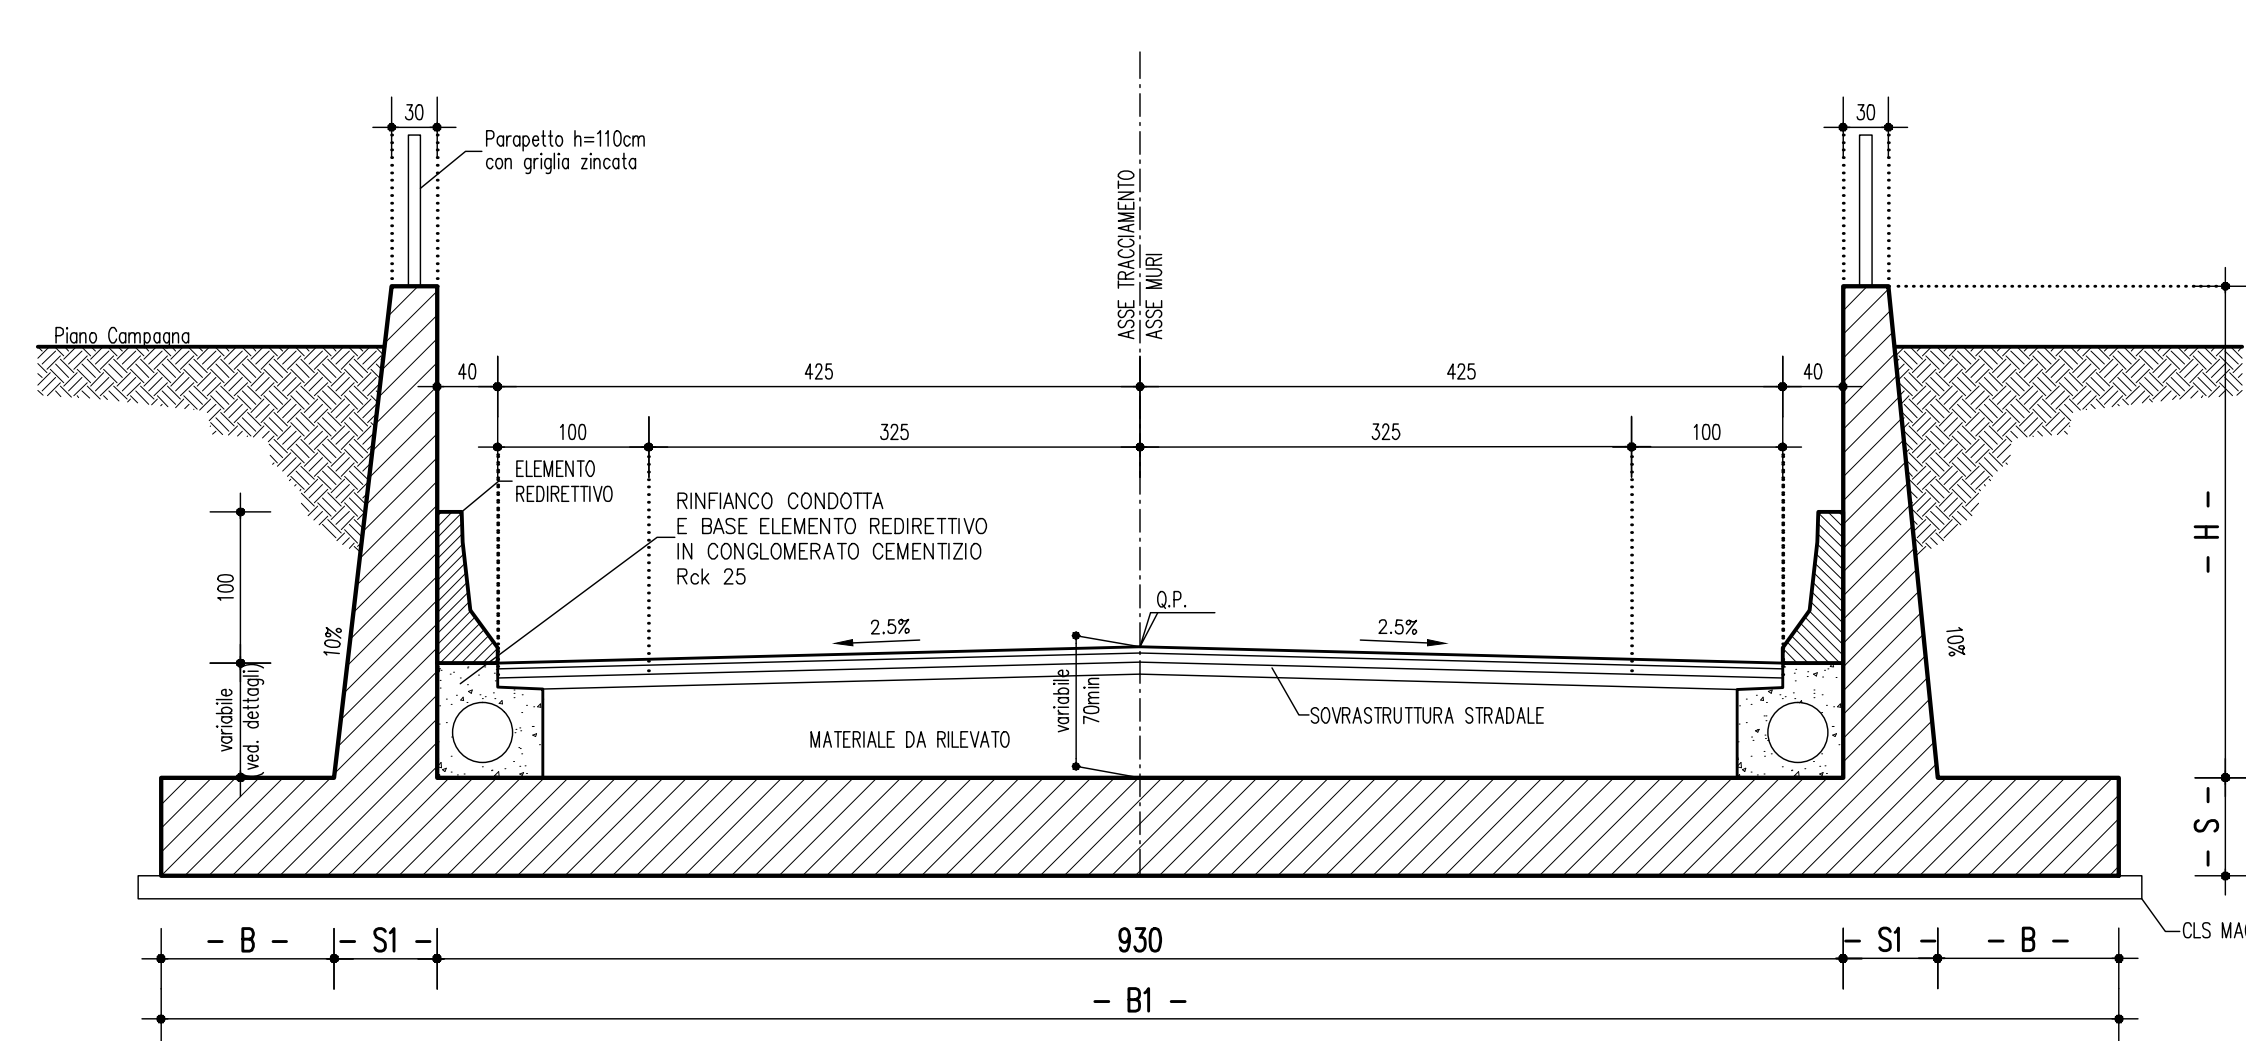 30
30
Parapetto h=110cm
con griglia zincata
ASSE TRACCIAMENTO
ASSE MURI
Piano Campagna
40
425
425
40
100
325
325
100
ELEMENTO
REDIRETTIVO
RINFIANCO CONDOTTA
E BASE ELEMENTO REDIRETTIVO
IN CONGLOMERATO CEMENTIZIO
Rck 25
- H -
100
Q.P.
10%
2.5%
2.5%
10%
variabile
(ved. dettagli)
variabile
70min
SOVRASTRUTTURA STRADALE
MATERIALE DA RILEVATO
- S -
CLS
- B -
- S1 -
930
- S1 -
- B -
- B1 -